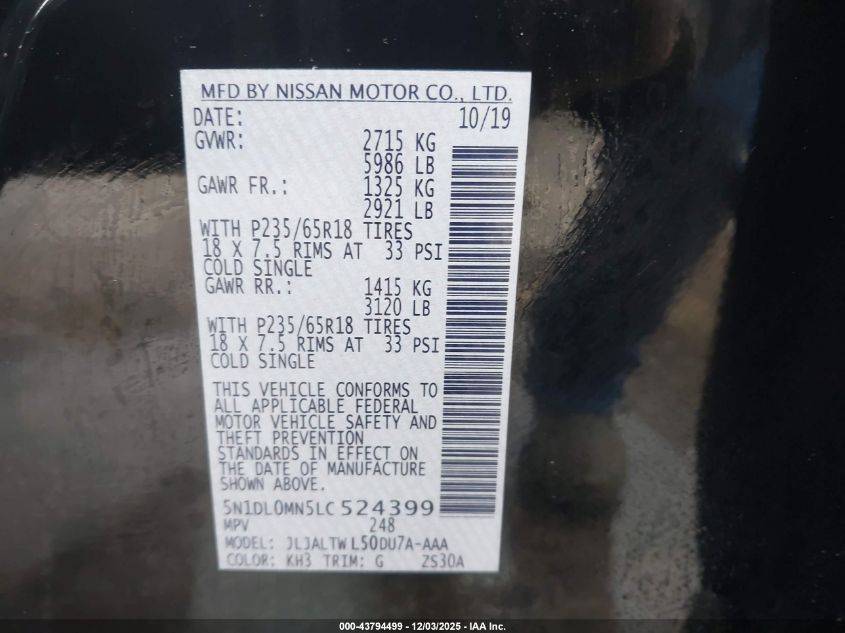 MFD BY NISSAN MOTOR CO., LTD.
DATE: 10/19
GVWR: 2715 KG
5986 LB
GAWR FR.: 1325 KG
2921 LB
WITH P235/65R18 TIRES
18 X 7.5 RIMS AT 33 PSI
COLD SINGLE
GAWR RR.: 1415 KG
3120 LB
WITH P235/65R18 TIRES
18 X 7.5 RIMS AT 33 PSI
COLD SINGLE
THIS VEHICLE CONFORMS TO
ALL APPLICABLE FEDERAL
MOTOR VEHICLE SAFETY AND
THEFT PREVENTION
STANDARDS IN EFFECT ON
THE DATE OF MANUFACTURE
SHOWN ABOVE.
5N1DL0MN5LC 524399
MPV 248
MODEL: JLJALTW L50DU7A-AAA
COLOR: KH3 TRIM: G ZS30A
000-43794499 - 12/03/2025 - IAA Inc.